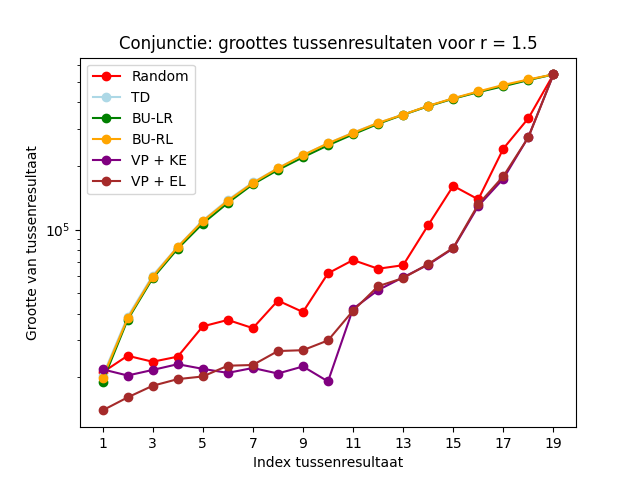 Conjunctie: groottes tussenresultaten voor r = 1.5
Random
TD
BU-LR
BU-RL
VP + KE
VP + EL
Grootte van tussenresultaat
10^5
1 3 5 7 9 11 13 15 17 19
Index tussenresultaat